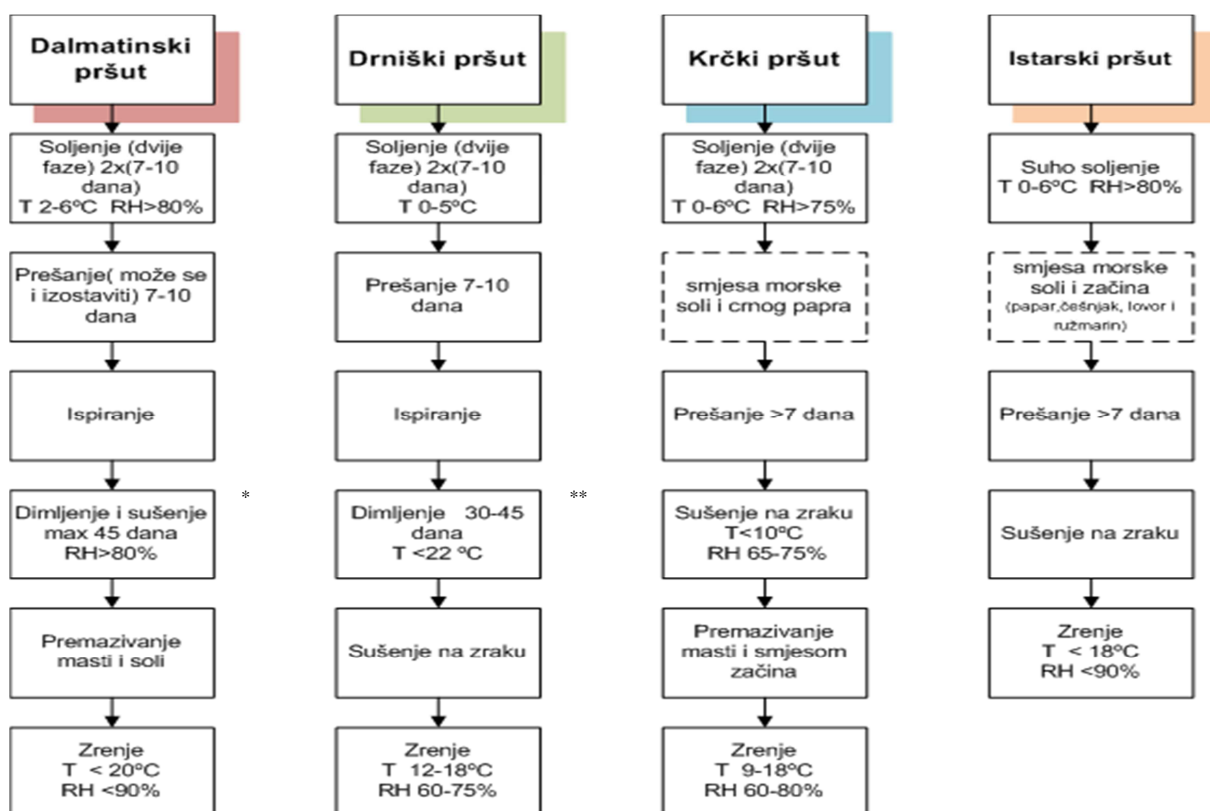 Dalmatinski
pršut
Soljenje (dvije
faze) 2x(7-10
dana)
T 2-6ºC RH>80%
Prešanje( može se
i izostaviti) 7-10
dana
Ispiranje
*
Dimljenje i sušenje
max 45 dana
RH>80%
Premazivanje
masti i soli
Zrenje
T < 20ºC
RH <90%
Drniški pršut
Soljenje (dvije
faze) 2x(7-10
dana)
T 0-5ºC
Prešanje 7-10
dana
Ispiranje
**
Dimljenje 30-45
dana
T <22 ºC
Sušenje na zraku
Zrenje
T 12-18ºC
RH 60-75%
Krčki pršut
Soljenje (dvije
faze) 2x(7-10
dana)
T 0-6ºC RH>75%
smjesa morske
soli i crnog papra
Prešanje >7 dana
Sušenje na zraku
T<10ºC
RH 65-75%
Premazivanje
masti i smjesom
začina
Zrenje
T 9-18ºC
RH 60-80%
Istarski pršut
Suho soljenje
T 0-6ºC RH>80%
smjesa morske
soli i začina
(papar,češnjak, lovor i
ružmarin)
Prešanje >7 dana
Sušenje na zraku
Zrenje
T < 18ºC
RH <90%